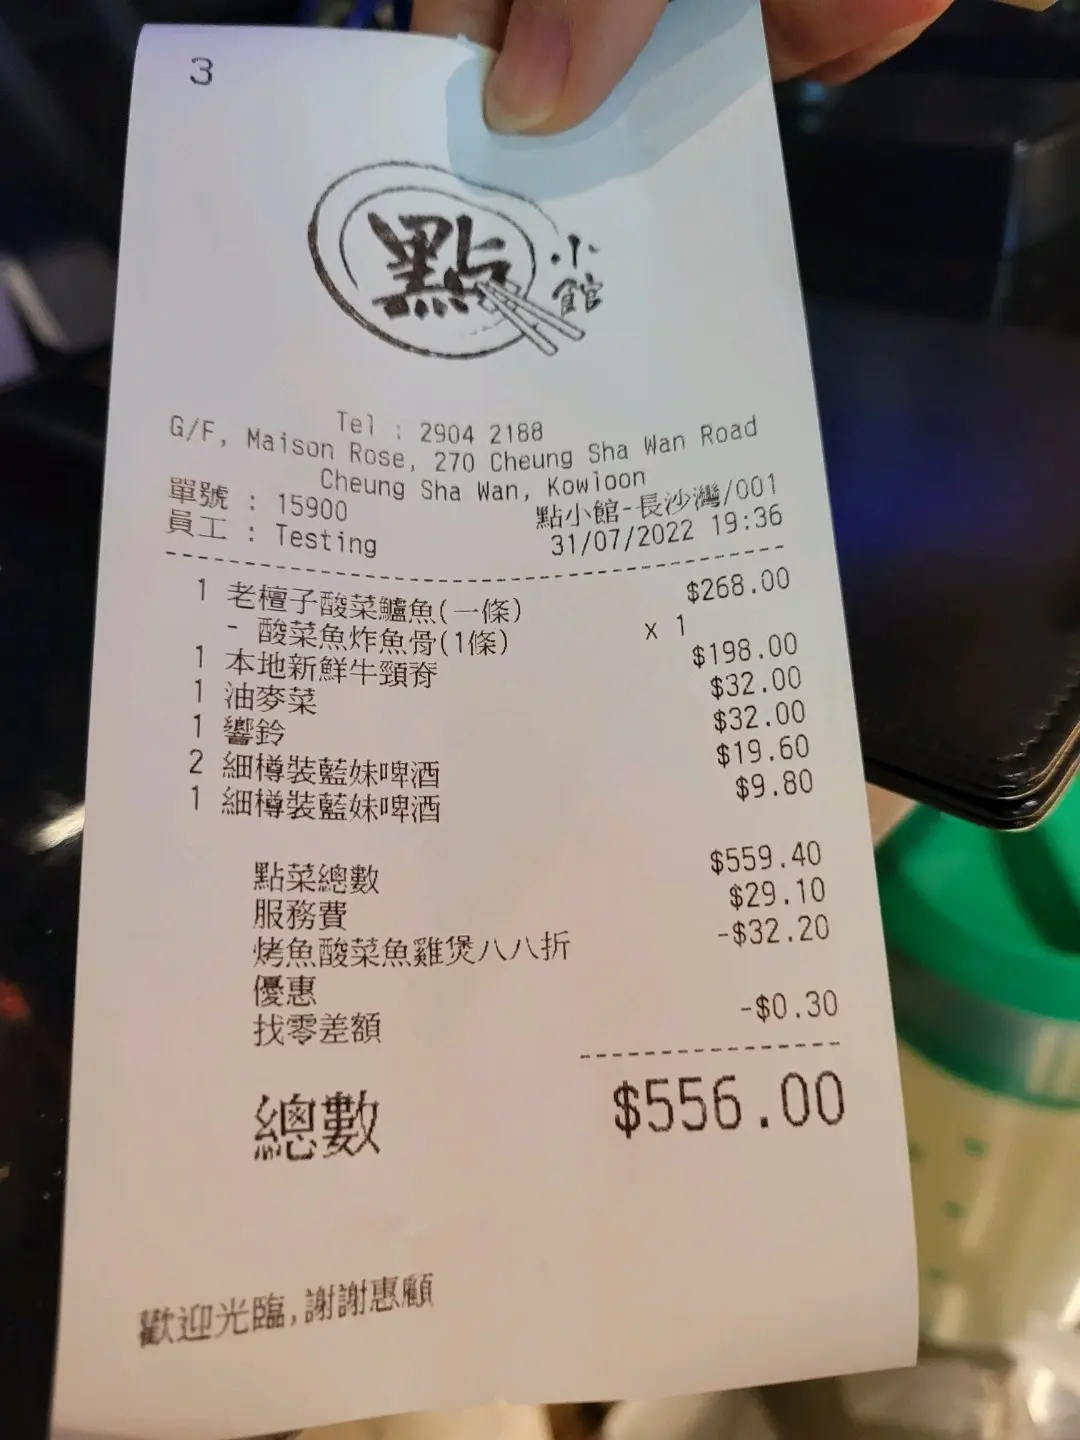 3
點
小館
Tel : 2904 2188
G/F, Maison Rose, 270 Cheung Sha Wan Road
Cheung Sha Wan, Kowloon
單號 : 15900 點小館-長沙灣/001
員工 : Testing 31/07/2022 19:36
1 老檀子酸菜鱸魚(一條) $268.00
- 酸菜魚炸魚骨(1條) x 1
1 本地新鮮牛頸脊 $198.00
1 油麥菜 $32.00
1 響鈴 $32.00
2 細樽裝藍妹啤酒 $19.60
1 細樽裝藍妹啤酒 $9.80
點菜總數 $559.40
服務費 $29.10
烤魚酸菜魚雞煲八八折 -$32.20
優惠
找零差額 -$0.30
總數 $556.00
歡迎光臨,謝謝惠顧